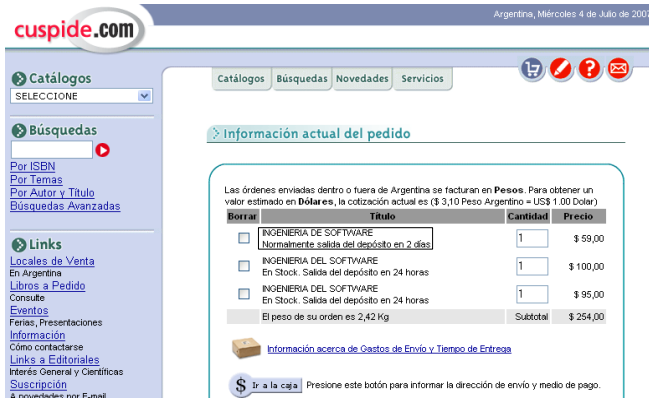 Argentina, Miércoles 4 de Julio de 2007
cuspide.com
Catálogos
SELECCIONE
Búsquedas
Por ISBN
Por Temas
Por Autor y Título
Búsquedas Avanzadas
Links
Locales de Venta
En Argentina
Libros a Pedido
Consulte
Eventos
Ferias, Presentaciones
Información
Cómo contactarse
Links a Editoriales
Interés General y Científicas
Suscripción
A novedades por E-mail
Catálogos Búsquedas Novedades Servicios
Información actual del pedido
Las órdenes enviadas dentro o fuera de Argentina se facturan en Pesos. Para obtener un
valor estimado en Dólares, la cotización actual es ($ 3,10 Peso Argentino = US$ 1.00 Dolar)
Borrar Título Cantidad Precio
INGENIERIA DE SOFTWARE
Normalmente salida del depósito en 2 días
1 $ 59,00
INGENIERIA DEL SOFTWARE
En Stock. Salida del depósito en 24 horas
1 $ 100,00
INGENIERIA DEL SOFTWARE
En Stock. Salida del depósito en 24 horas
1 $ 95,00
El peso de su orden es 2,42 Kg Subtotal $ 254,00
Información acerca de Gastos de Envío y Tiempo de Entrega
$ Ir a la caja Presione este botón para informar la dirección de envío y medio de pago.